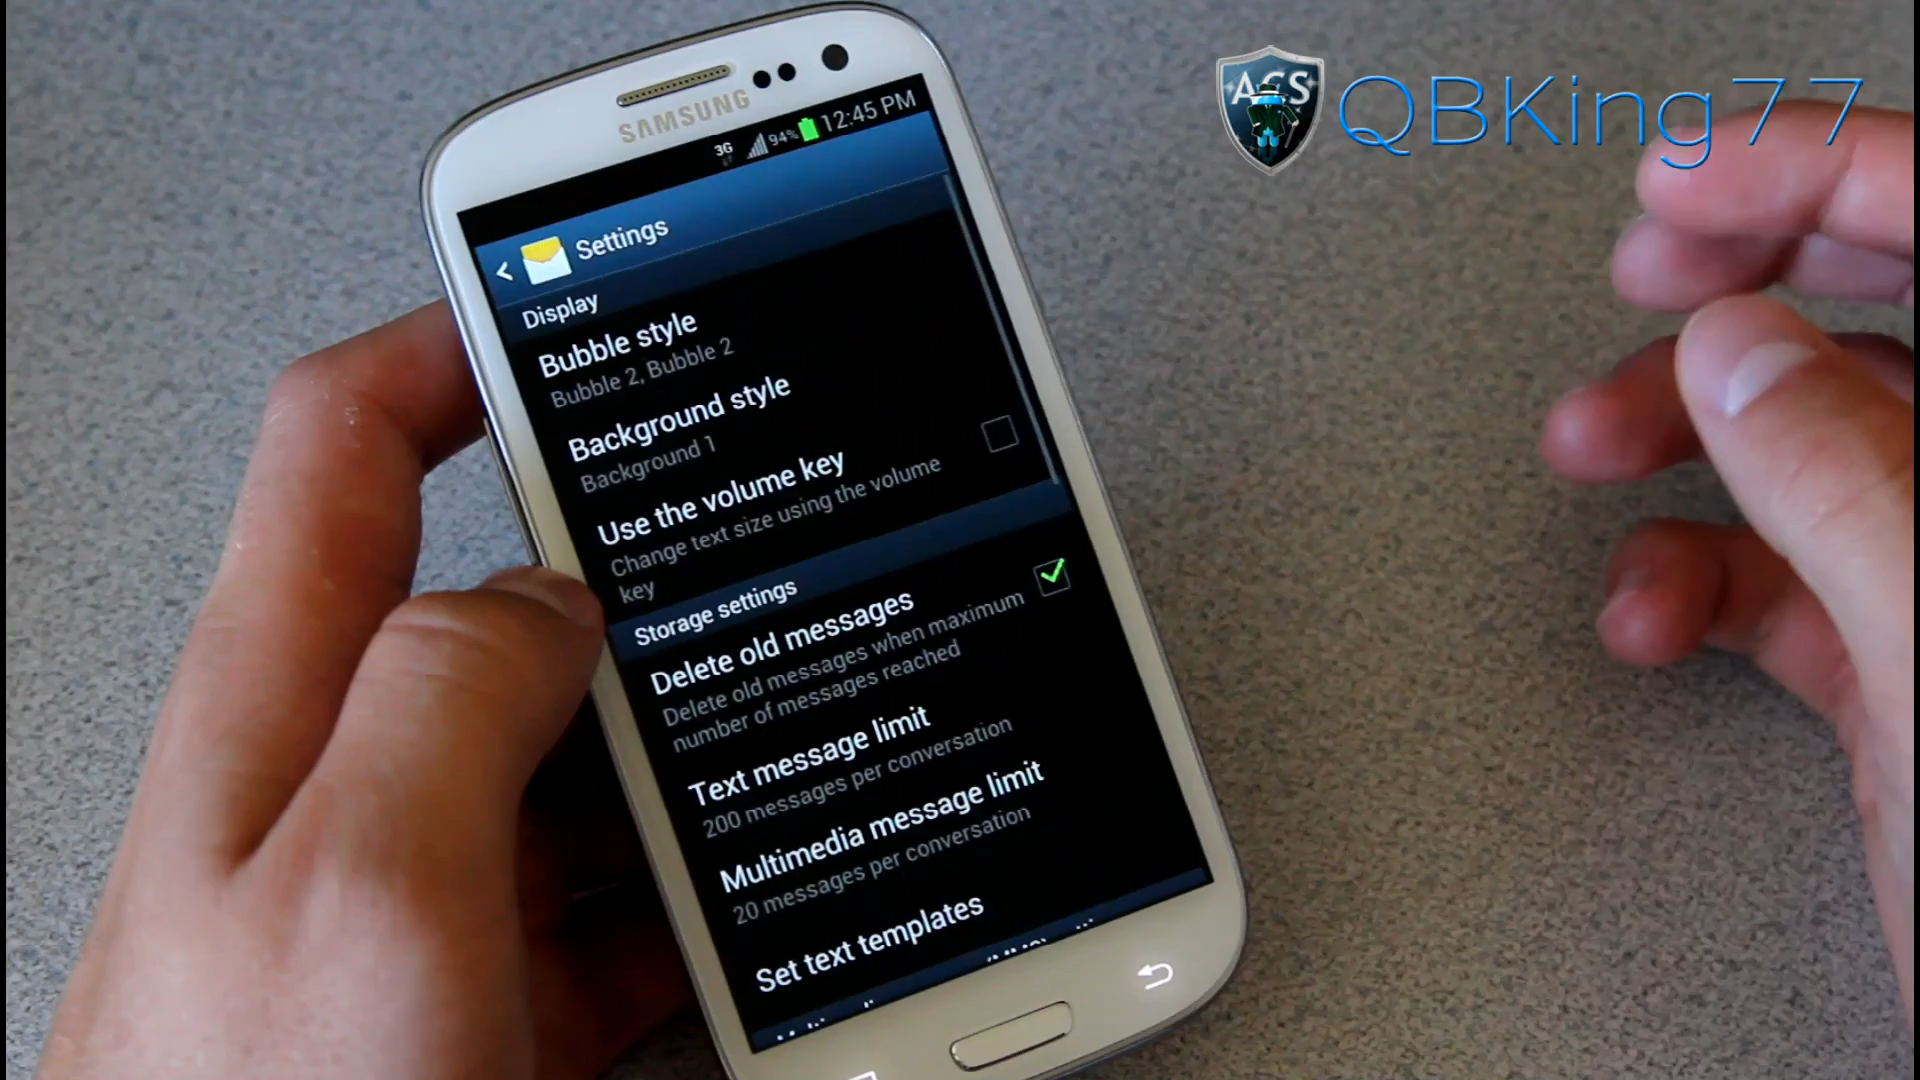 ACS QBKing77
SAMSUNG
3G 94% 12:45 PM
Settings
Display
Bubble style
Bubble 2, Bubble 2
Background style
Background 1
Use the volume key
Change text size using the volume
key
Storage settings
Delete old messages
Delete old messages when maximum
number of messages reached
Text message limit
200 messages per conversation
Multimedia message limit
20 messages per conversation
Set text templates